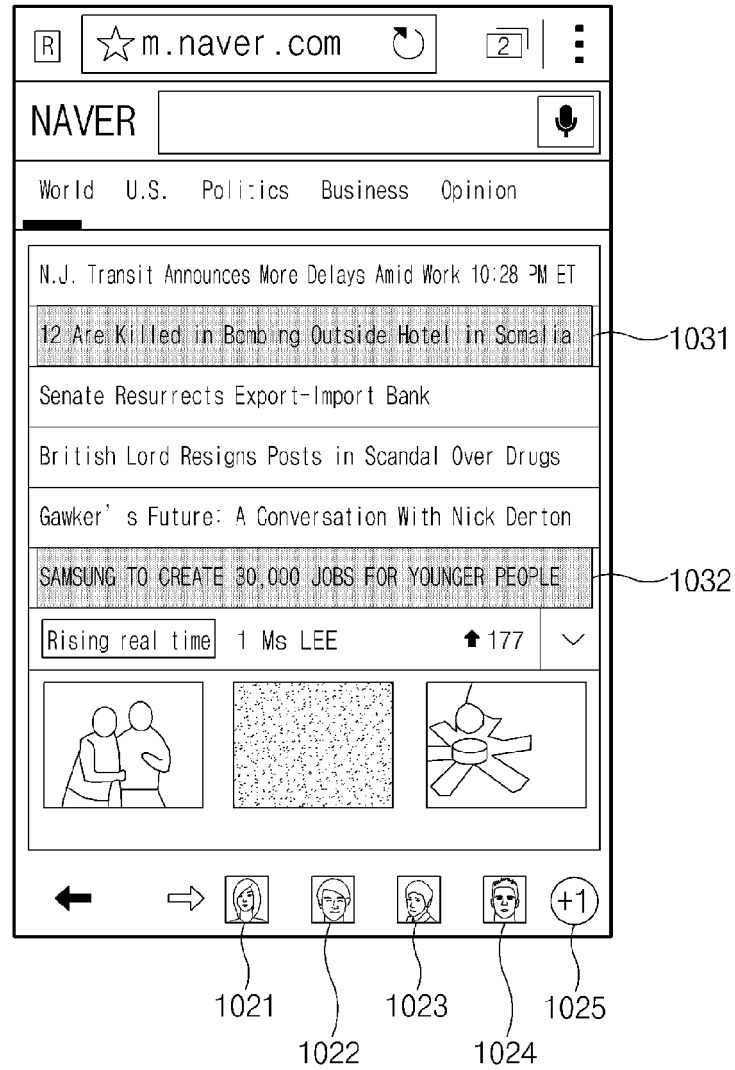 R m.naver.com 2
NAVER
World U.S. Politics Business Opinion
N.J. Transit Announces More Delays Amid Work 10:28 PM ET
12 Are Killed in Bombing Outside Hotel in Somalia
1031
Senate Resurrects Export-Import Bank
British Lord Resigns Posts in Scandal Over Drugs
Gawker's Future: A Conversation With Nick Denton
SAMSUNG TO CREATE 30,000 JOBS FOR YOUNGER PEOPLE
1032
Rising real time 1 Ms LEE 177
+1
1021 1023 1025
1022 1024